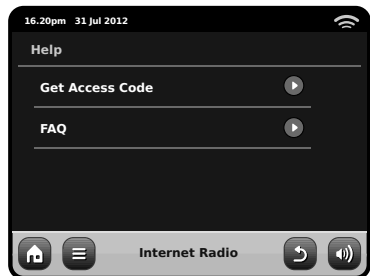 16.20pm 31 Jul 2012
Help
Get Access Code
FAQ
Internet Radio